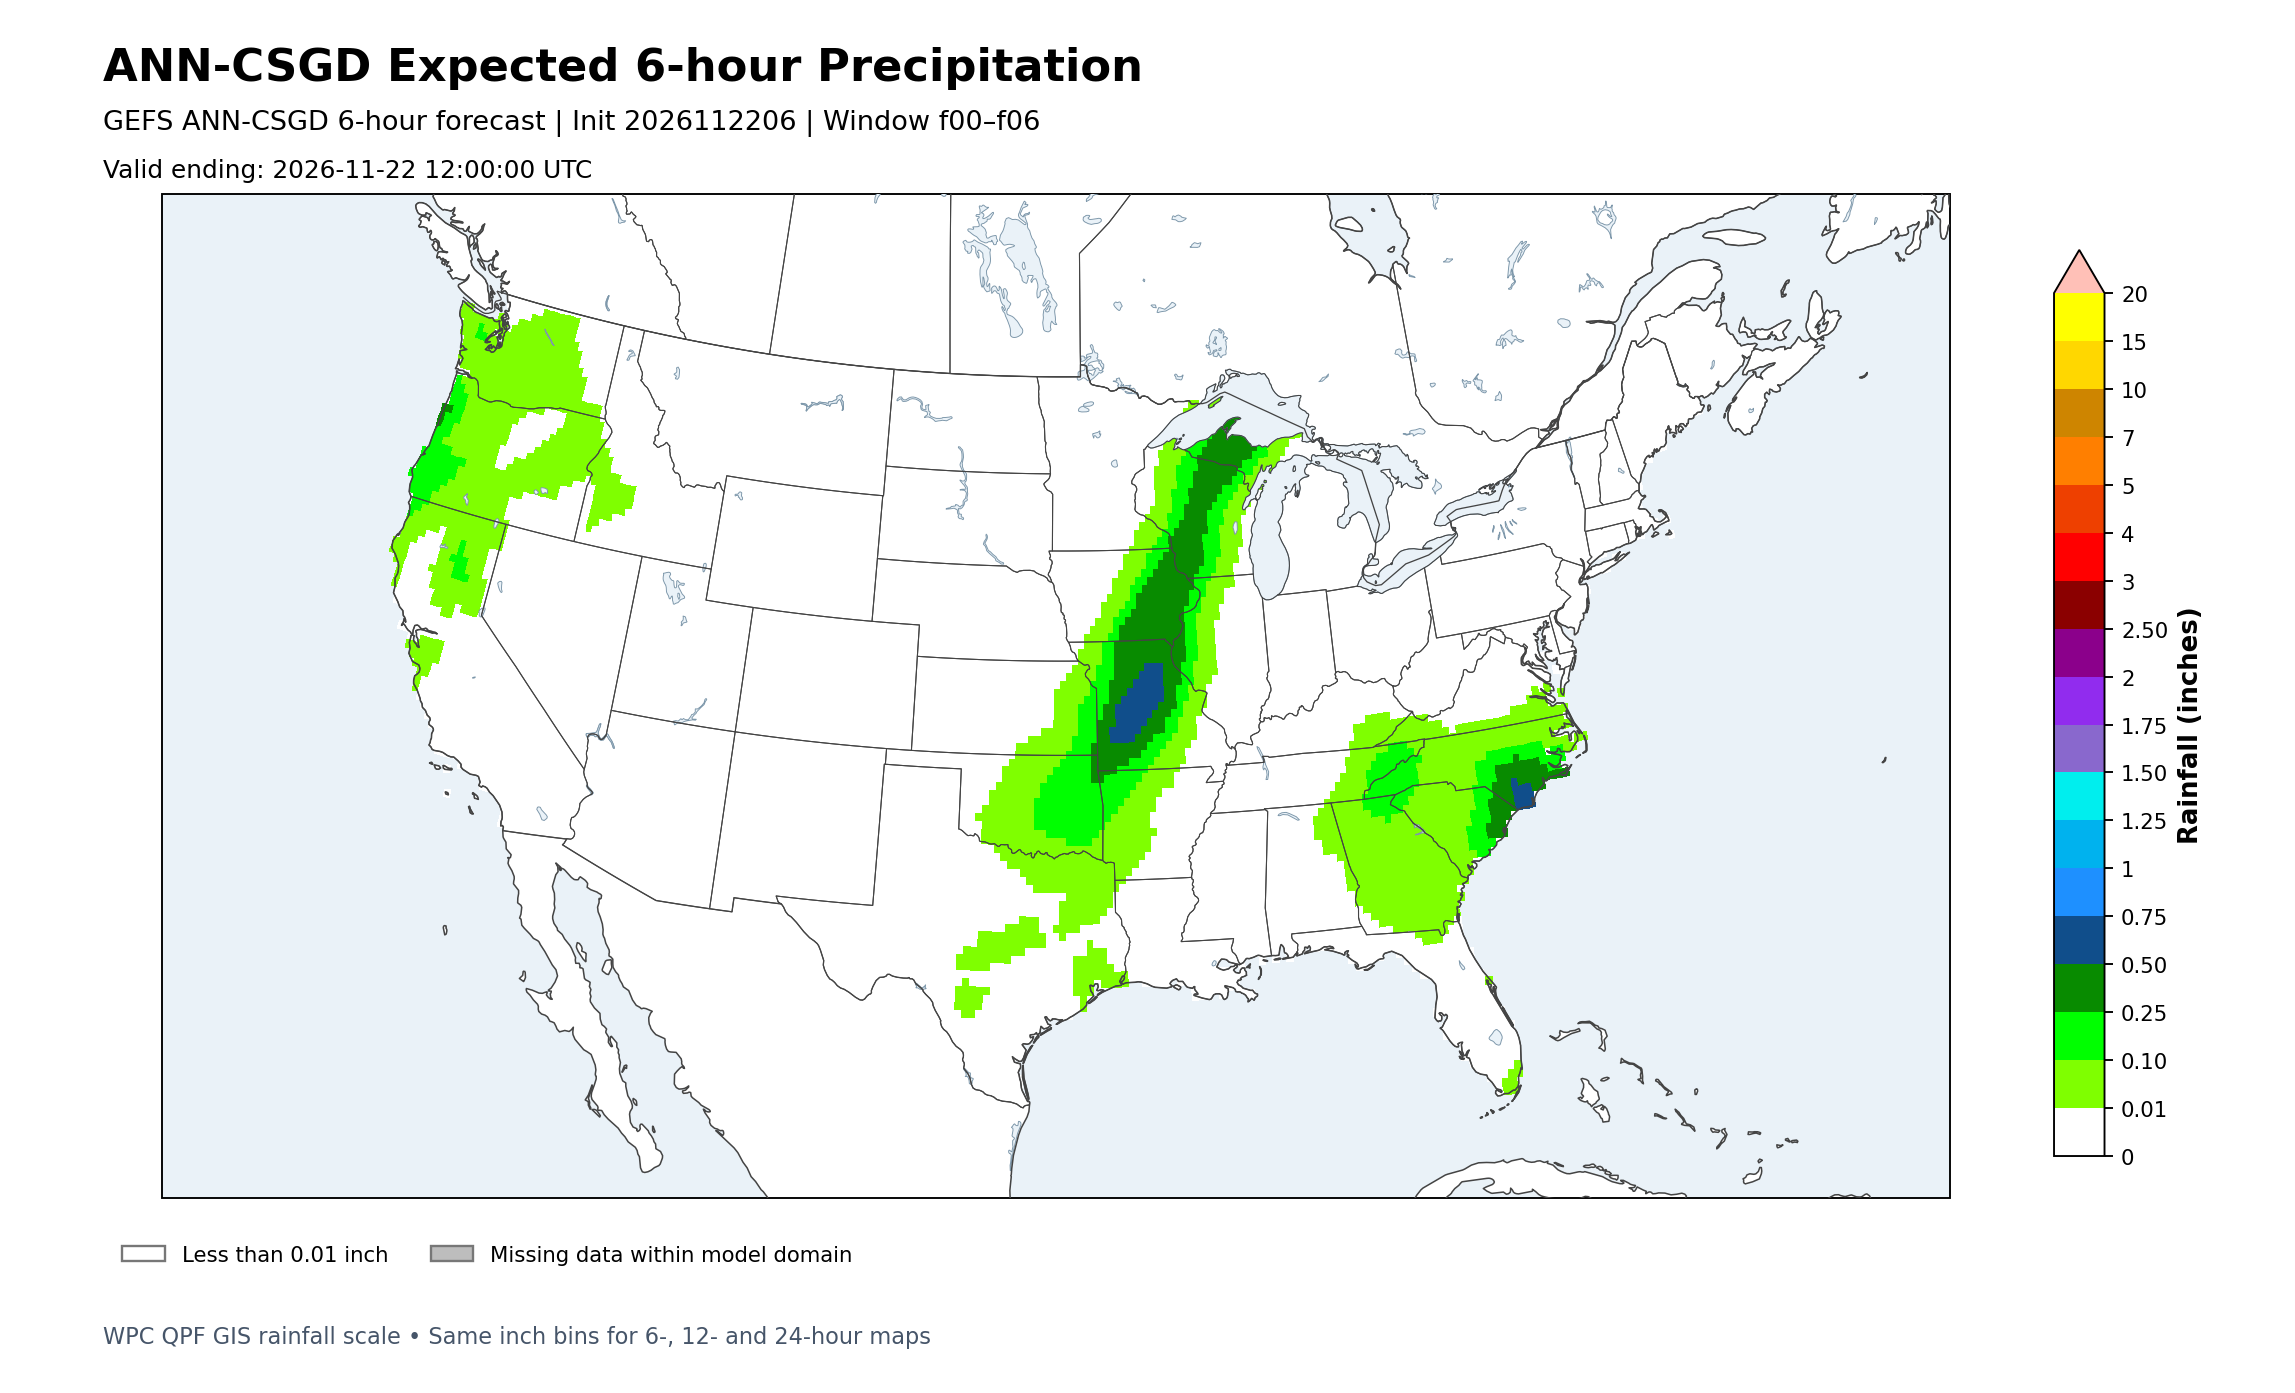 ANN-CSGD Expected 6-hour Precipitation
GEFS ANN-CSGD 6-hour forecast | Init 2026112206 | Window f00–f06
Valid ending: 2026-11-22 12:00:00 UTC
20
15
10
7
5
4
3
2.50
2
1.75
1.50
1.25
1
0.75
0.50
0.25
0.10
0.01
0
Rainfall (inches)
Less than 0.01 inch
Missing data within model domain
WPC QPF GIS rainfall scale • Same inch bins for 6-, 12- and 24-hour maps